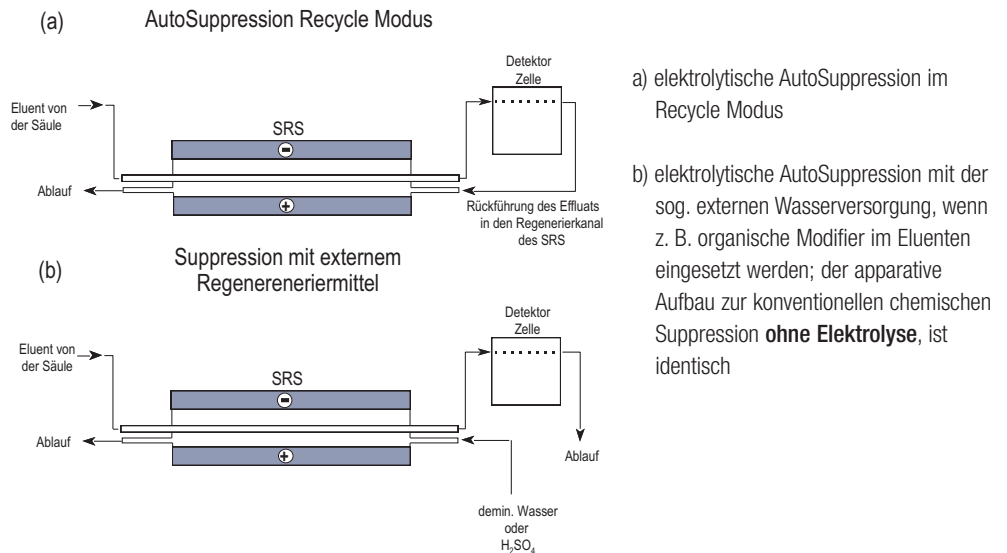 (a)
AutoSuppression Recycle Modus
Detektor
Zelle
Eluent von
der Säule
SRS
-
Ablauf
+
Rückführung des Effluats
in den Regenerierkanal
des SRS
(b)
Suppression mit externem
Regenereneriermittel
Detektor
Zelle
Eluent von
der Säule
SRS
-
Ablauf
+
Ablauf
demin. Wasser
oder
H₂SO₄
a) elektrolytische AutoSuppression im
Recycle Modus
b) elektrolytische AutoSuppression mit der
sog. externen Wasserversorgung, wenn
z. B. organische Modifier im Eluenten
eingesetzt werden; der apparative
Aufbau zur konventionellen chemischen
Suppression ohne Elektrolyse, ist
identisch